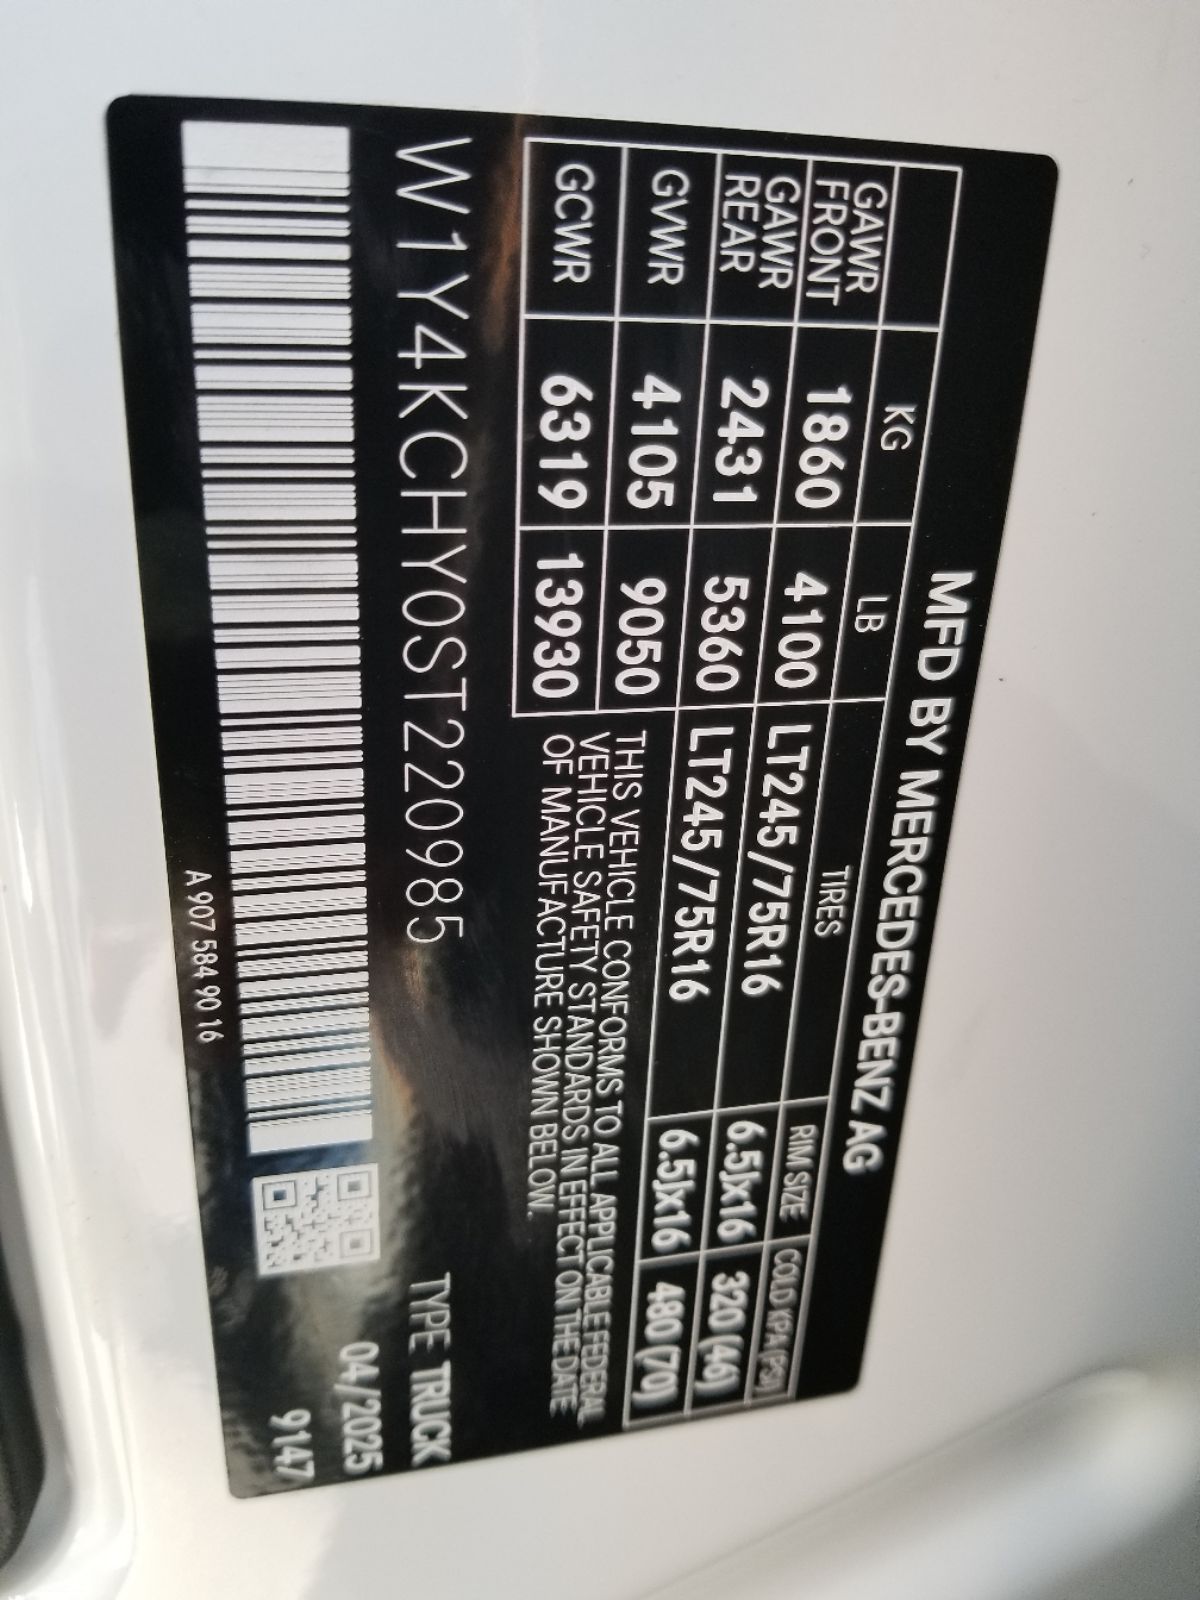 MFD BY MERCEDES-BENZ AG
KG LB TIRES RIM SIZE COLD KPA (PSI)
GAWR FRONT 1860 4100 LT245/75R16 6.5Jx16 320 (46)
GAWR REAR 2431 5360 LT245/75R16 6.5Jx16 480 (70)
GVWR 4105 9050
GCWR 6319 13930
THIS VEHICLE CONFORMS TO ALL APPLICABLE FEDERAL
VEHICLE SAFETY STANDARDS IN EFFECT ON THE DATE
OF MANUFACTURE SHOWN BELOW.
W1Y4KCHY0ST220985
TYPE TRUCK
04/2025
9147
A 907 584 90 16